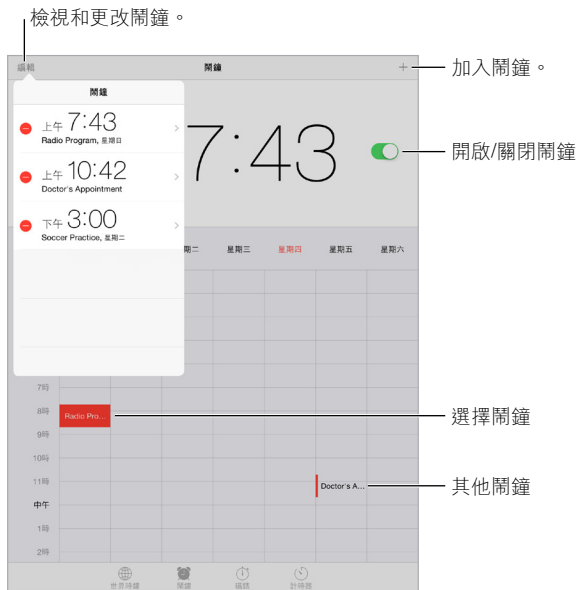 檢視和更改鬧鐘。
編輯
鬧鐘
+
加入鬧鐘。
鬧鐘
上午 7:43
Radio Program, 星期日
上午 10:42
Doctor's Appointment
下午 3:00
Soccer Practice, 星期二
7:43
開啟/關閉鬧鐘
期二 星期三 星期四 星期五 星期六
7時
8時 Radio Pro...
選擇鬧鐘
9時
10時
11時 Doctor's A...
其他鬧鐘
中午
1時
2時
世界時鐘 鬧鐘 碼錶 計時器